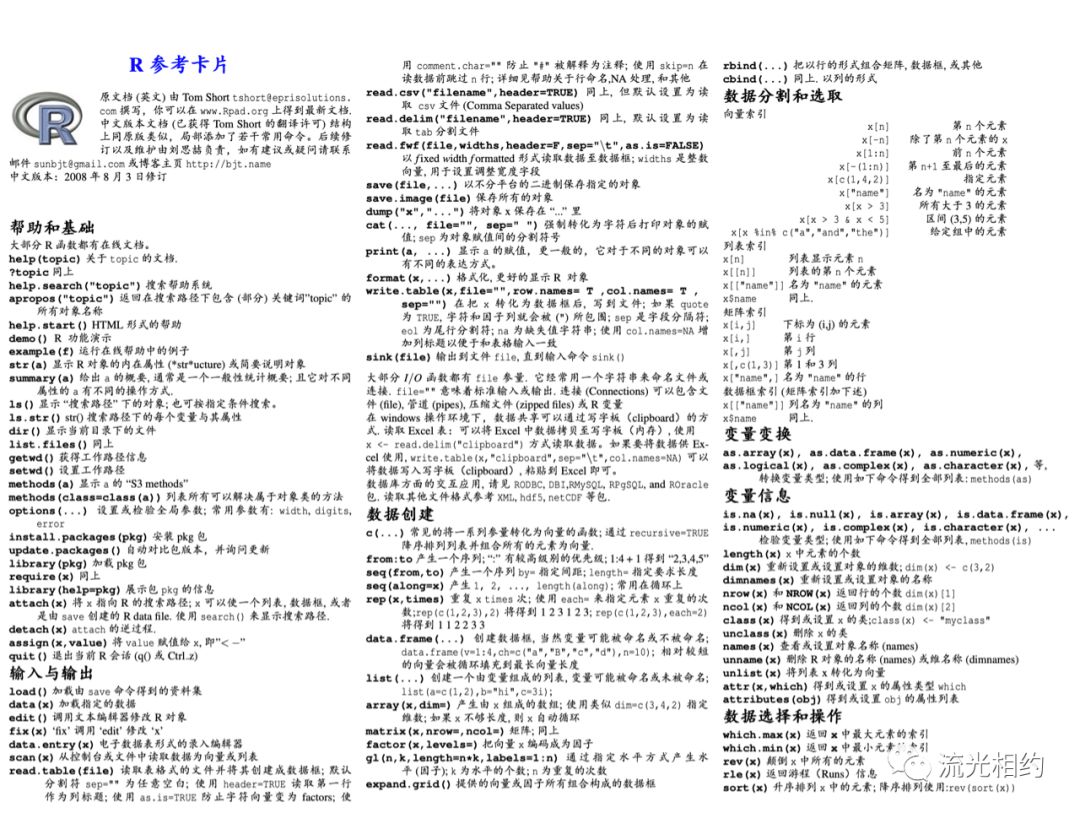 R 参考卡片
R
原文档 (英文) 由 Tom Short tshort@eprisolutions.
com 撰写，你可以在 www.Rpad.org 上得到最新文档.
中文版本文档 (已获得 Tom Short 的翻译许可) 结构
上同原版类似，局部添加了若干常用命令。后续修
订以及维护由刘思喆负责，如有建议或疑问请联系
邮件 sunbjt@gmail.com 或博客主页 http://bjt.name
中文版本：2008 年 8 月 3 日修订
帮助和基础
大部分 R 函数都有在线文档。
help(topic) 关于 topic 的文档.
?topic 同上
help.search("topic") 搜索帮助系统
apropos("topic") 返回在搜索路径下包含 (部分) 关键词"topic" 的
所有对象名称
help.start() HTML 形式的帮助
demo() R 功能演示
example(f) 运行在线帮助中的例子
str(a) 显示 R 对象的内在属性 (*str*ucture) 或简要说明对象
summary(a) 给出 a 的概要, 通常是一个一般性统计概要; 且它对不同
属性的 a 有不同的操作方式.
ls() 显示 “搜索路径” 下的对象; 也可按指定条件搜索。
ls.str() str() 搜索路径下的每个变量与其属性
dir() 显示当前目录下的文件
list.files() 同上
getwd() 获得工作路径信息
setwd() 设置工作路径
methods(a) 显示 a 的 “S3 methods”
methods(class=class(a)) 列表所有可以解决属于对象类的方法
options(...) 设置或检验全局参数; 常用参数有: width, digits,
error
install.packages(pkg) 安装 pkg 包
update.packages() 自动对比包版本，并询问更新
library(pkg) 加载 pkg 包
require(x) 同上
library(help=pkg) 展示包 pkg 的信息
attach(x) 将 x 指向 R 的搜索路径; x 可以使一个列表, 数据框, 或者
是由 save 创建的 R data file. 使用 search() 来显示搜索路径.
detach(x) attach 的逆过程.
assign(x,value) 将 value 赋值给 x, 即”< −”
quit() 退出当前 R 会话 (q() 或 Ctrl_z)
输入与输出
load() 加载由 save 命令得到的资料集
data(x) 加载指定的数据
edit() 调用文本编辑器修改 R 对象
fix(x) ‘fix’ 调用 ‘edit’ 修改 ‘x’
data.entry(x) 电子数据表形式的录入编辑器
scan(x) 从控制台或文件中读取数据为向量或列表
read.table(file) 读取表格式的文件并将其创建成数据框; 默认
分割符 sep="" 为任意空白; 使用 header=TRUE 读取第一行
作为列标题; 使用 as.is=TRUE 防止字符向量变为 factors; 使
用 comment.char="" 防止 "#" 被解释为注释; 使用 skip=n 在
读数据前跳过 n 行; 详细见帮助关于行命名,NA 处理, 和其他
read.csv("filename",header=TRUE) 同上, 但默认设置为读
取 csv 文件 (Comma Separated values)
read.delim("filename",header=TRUE) 同上, 默认设置为读
取 tab 分割文件
read.fwf(file,widths,header=F,sep="\t",as.is=FALSE)
以 fixed width formatted 形式读取数据至数据框; widths 是整数
向量, 用于设置调整宽度字段
save(file,...) 以不分平台的二进制保存指定的对象
save.image(file) 保存所有的对象
dump("x","...") 将对象 x 保存在 “...” 里
cat(..., file="", sep=" ") 强制转化为字符后打印对象的赋
值; sep 为对象赋值间的分割符号
print(a, ...) 显示 a 的赋值，更一般的，它对于不同的对象可以
有不同的表达方式。
format(x,...) 格式化, 更好的显示 R 对象
write.table(x,file="",row.names= T ,col.names= T ,
sep="") 在把 x 转化为数据框后，写到文件; 如果 quote
为 TRUE, 字符和因子列就会被 (") 所包围; sep 是字段分隔符;
eol 为尾行分割符; na 为缺失值字符串; 使用 col.names=NA 增
加列标题以便于和表格输入一致
sink(file) 输出到文件 file, 直到输入命令 sink()
大部分 I/O 函数都有 file 参量. 它经常用一个字符串来命名文件或
连接. file="" 意味着标准输入或输出. 连接 (Connections) 可以包含文
件 (file), 管道 (pipes), 压缩文件 (zipped files) 或 R 变量
在 windows 操作环境下，数据共享可以通过写字板（clipboard）的方
式, 读取 Excel 表：可以将 Excel 中数据拷贝至写字板（内存）, 使用
x <- read.delim("clipboard") 方式读取数据。如果要将数据供 Ex-
cel 使用, write.table(x,"clipboard",sep="\t",col.names=NA) 可以
将数据写入写字板（clipboard）, 粘贴到 Excel 即可。
数据库方面的交互应用, 请见 RODBC, DBI,RMySQL, RPgSQL, and ROracle
包. 读取其他文件格式参考 XML, hdf5, netCDF 等包.
数据创建
c(...) 常见的将一系列参量转化为向量的函数; 通过 recursive=TRUE
降序排列列表并组合所有的元素为向量.
from:to 产生一个序列; “:” 有较高级别的优先级; 1:4 + 1 得到 “2,3,4,5”
seq(from,to) 产生一个序列 by= 指定间距; length= 指定要求长度
seq(along=x) 产生 1, 2, ..., length(along); 常用在循环上
rep(x,times) 重复 x times 次; 使用 each= 来指定元素 x 重复的次
数;rep(c(1,2,3),2) 将得到 1 2 3 1 2 3; rep(c(1,2,3),each=2)
将得到 1 1 2 2 3 3
data.frame(...) 创建数据框, 当然变量可能被命名或不被命名;
data.frame(v=1:4,ch=c("a","B","c","d"),n=10); 相对较短
的向量会被循环填充到最长向量长度
list(...) 创建一个由变量组成的列表, 变量可能被命名或未被命名;
list(a=c(1,2),b="hi",c=3i);
array(x,dim=) 产生由 x 组成的数组; 使用类似 dim=c(3,4,2) 指定
维数; 如果 x 不够长度, 则 x 自动循环
matrix(x,nrow=,ncol=) 矩阵; 同上
factor(x,levels=) 把向量 x 编码成为因子
gl(n,k,length=n*k,labels=1:n) 通过指定水平方式产生水
平 (因子); k 为水平的个数; n 为重复的次数
expand.grid() 提供的向量或因子所有组合构成的数据框
rbind(...) 把以行的形式组合矩阵, 数据框, 或其他
cbind(...) 同上. 以列的形式
数据分割和选取
向量索引
x[n] 第 n 个元素
x[-n] 除了第 n 个元素的 x
x[1:n] 前 n 个元素
x[-(1:n)] 第 n+1 至最后的元素
x[c(1,4,2)] 指定元素
x["name"] 名为 "name" 的元素
x[x > 3] 所有大于 3 的元素
x[x > 3 & x < 5] 区间 (3,5) 的元素
x[x %in% c("a","and","the")] 给定组中的元素
列表索引
x[n] 列表显示元素 n
x[[n]] 列表的第 n 个元素
x[["name"]] 名为 "name" 的元素
x$name 同上.
矩阵索引
x[i,j] 下标为 (i,j) 的元素
x[i,] 第 i 行
x[,j] 第 j 列
x[,c(1,3)] 第 1 和 3 列
x["name",] 名为 "name" 的行
数据框索引 (矩阵索引加下述)
x[["name"]] 列名为 "name" 的列
x$name 同上.
变量变换
as.array(x), as.data.frame(x), as.numeric(x),
as.logical(x), as.complex(x), as.character(x), 等,
转换变量类型; 使用如下命令得到全部列表: methods(as)
变量信息
is.na(x), is.null(x), is.array(x), is.data.frame(x),
is.numeric(x), is.complex(x), is.character(x), ...
检验变量类型; 使用如下命令得到全部列表, methods(is)
length(x) x 中元素的个数
dim(x) 重新设置或设置对象的维数; dim(x) <- c(3,2)
dimnames(x) 重新设置或设置对象的名称
nrow(x) 和 NROW(x) 返回行的个数 dim(x)[1]
ncol(x) 和 NCOL(x) 返回列的个数 dim(x)[2]
class(x) 得到或设置 x 的类;class(x) <- "myclass"
unclass(x) 删除 x 的类
names(x) 查看或设置对象名称 (names)
unname(x) 删除 R 对象的名称 (names) 或维名称 (dimnames)
unlist(x) 将列表 x 转化为向量
attr(x,which) 得到或设置 x 的属性类型 which
attributes(obj) 得到或设置 obj 的属性列表
数据选择和操作
which.max(x) 返回 x 中最大元素的索引
which.min(x) 返回 x 中最小元素的索引
rev(x) 颠倒 x 中所有的元素
rle(x) 返回游程（Runs）信息
sort(x) 升序排列 x 中的元素; 降序排列使用:rev(sort(x))
流光相约